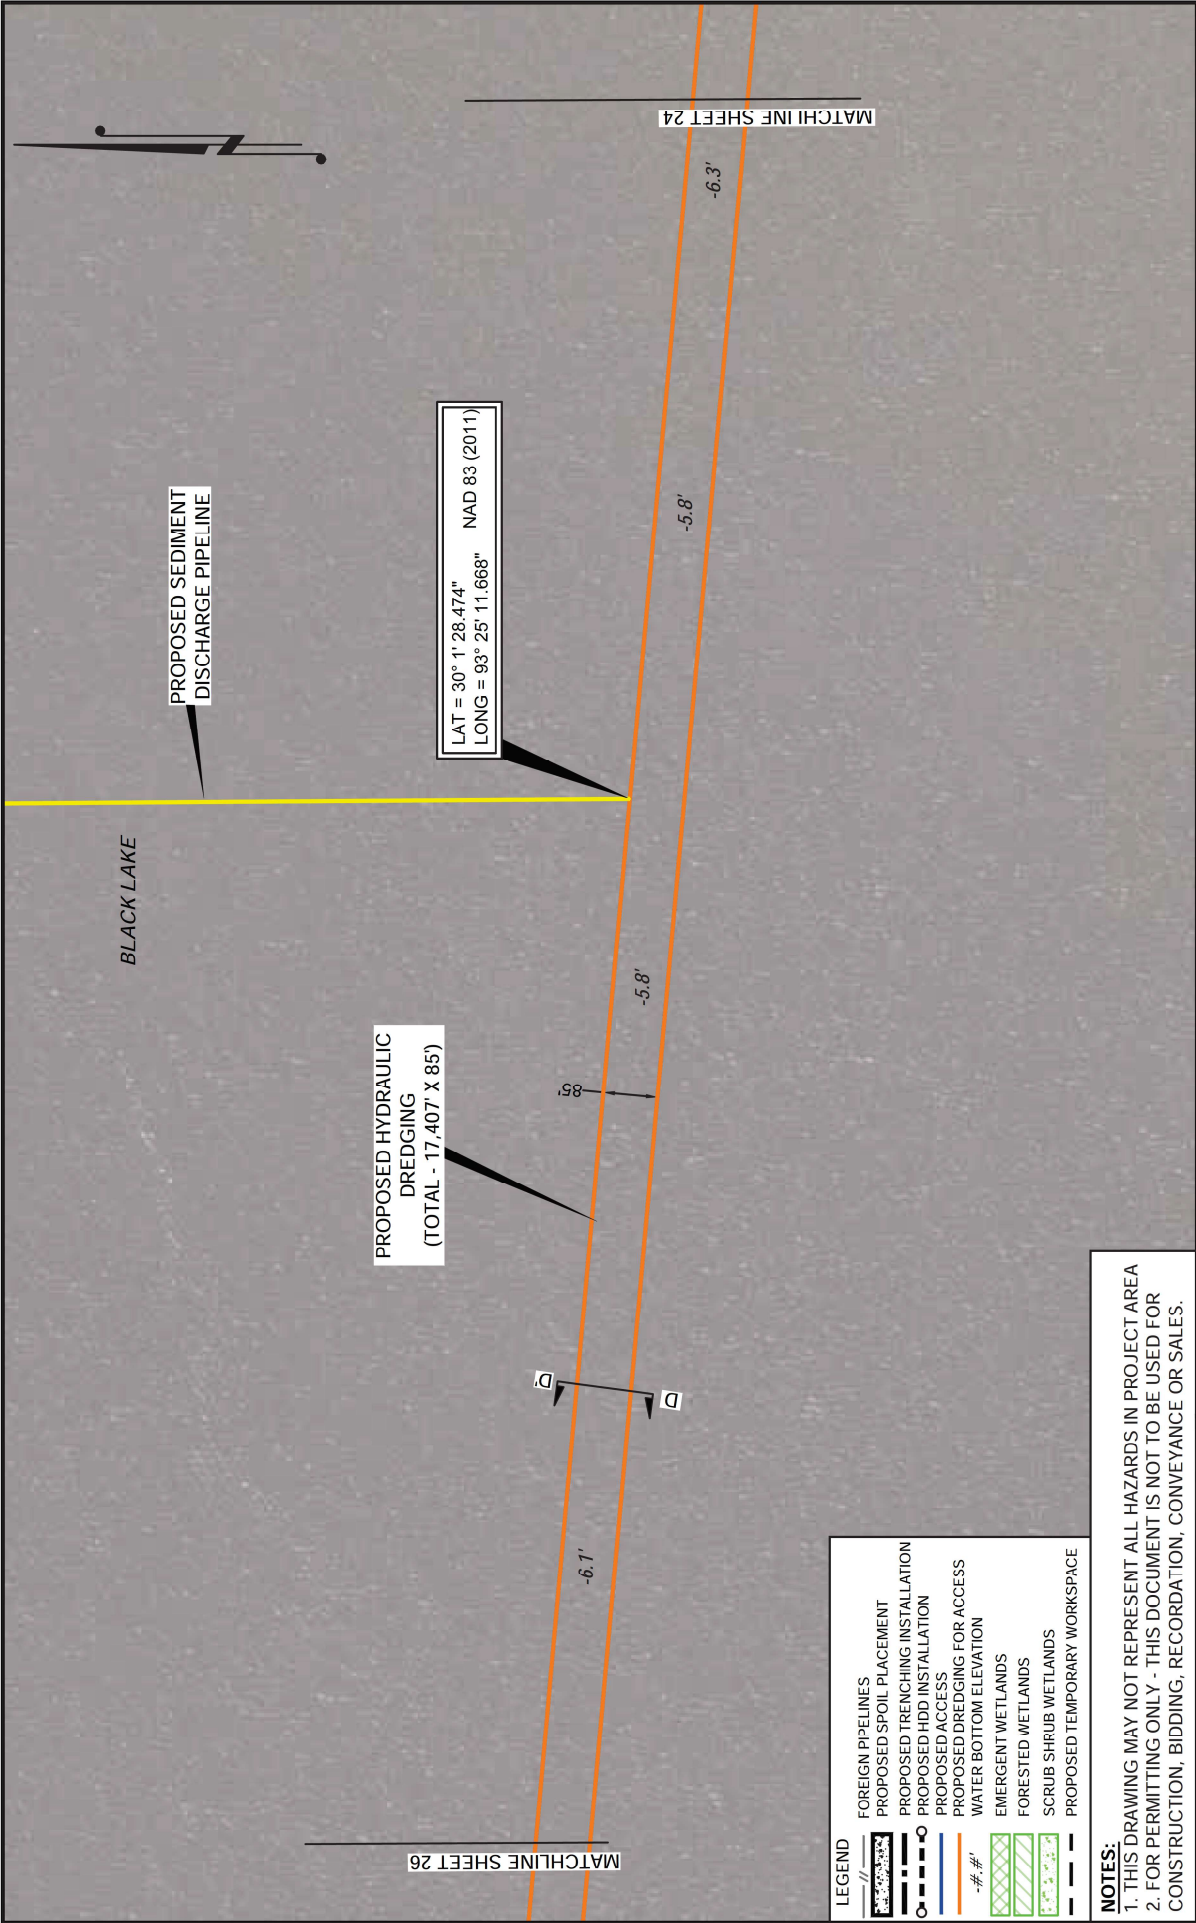 BLACK LAKE
PROPOSED SEDIMENT
DISCHARGE PIPELINE
LAT = 30° 1' 28.474"
LONG = 93° 25' 11.668" NAD 83 (2011)
PROPOSED HYDRAULIC
DREDGING
(TOTAL - 17,407' X 85')
MATCHLINE SHEET 26
-6.1'
D'
D
85'
-5.8'
-5.8'
-6.3'
MATCHLINE SHEET 24
LEGEND
FOREIGN PIPELINES
PROPOSED SPOIL PLACEMENT
PROPOSED TRENCHING INSTALLATION
PROPOSED HDD INSTALLATION
PROPOSED ACCESS
PROPOSED DREDGING FOR ACCESS
-#.#' WATER BOTTOM ELEVATION
EMERGENT WETLANDS
FORESTED WETLANDS
SCRUB SHRUB WETLANDS
PROPOSED TEMPORARY WORKSPACE
NOTES:
1. THIS DRAWING MAY NOT REPRESENT ALL HAZARDS IN PROJECT AREA
2. FOR PERMITTING ONLY - THIS DOCUMENT IS NOT TO BE USED FOR
CONSTRUCTION, BIDDING, RECORDATION, CONVEYANCE OR SALES.